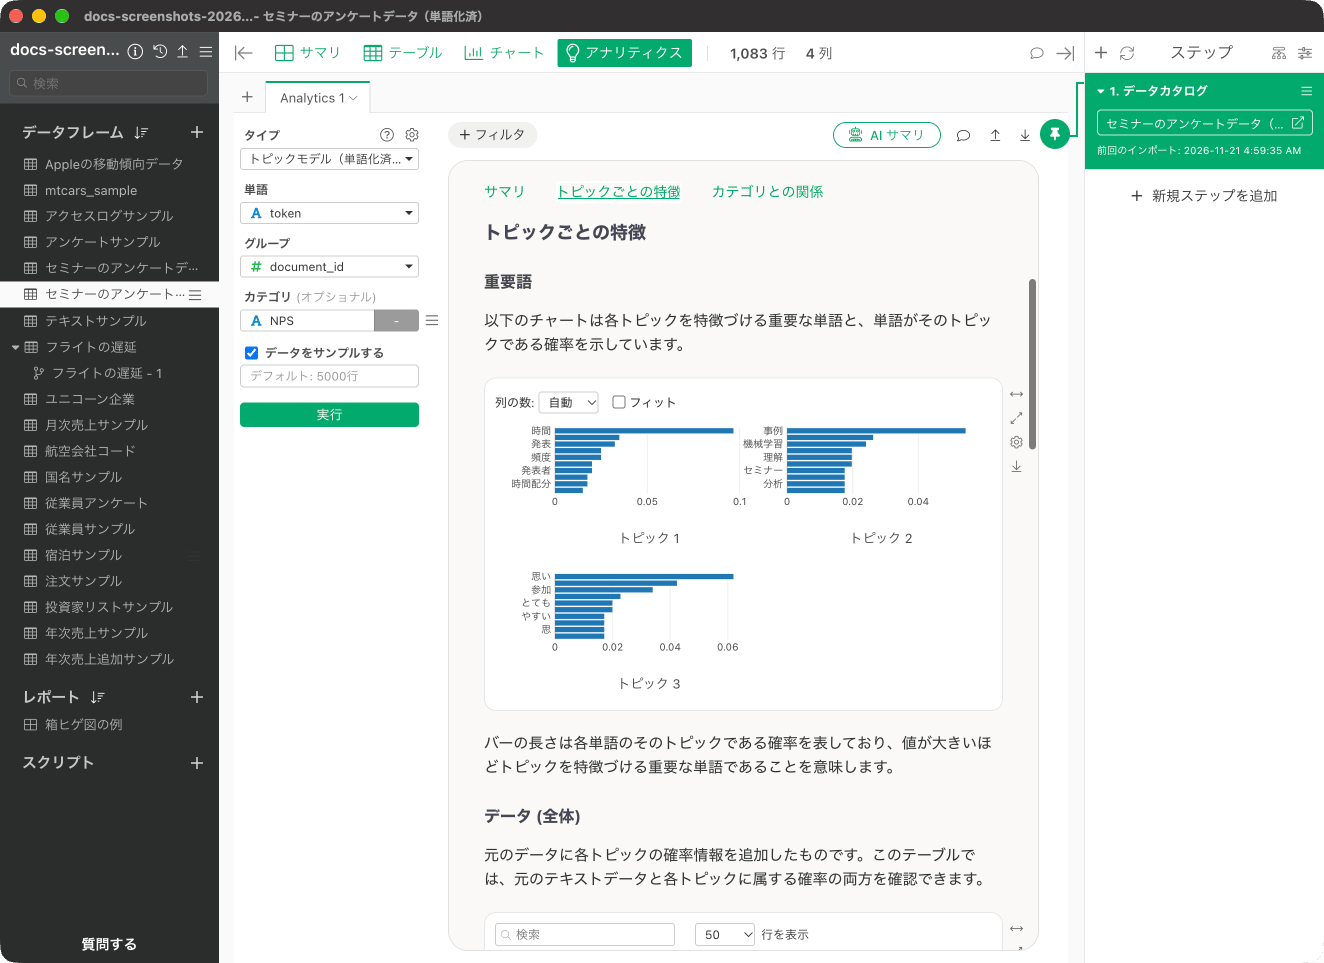 docs-screenshots-2026...- セミナーのアンケートデータ（単語化済）
docs-screen...
検索
データフレーム
Appleの移動傾向データ
mtcars_sample
アクセスログサンプル
アンケートサンプル
セミナーのアンケートデ...
セミナーのアンケート...
テキストサンプル
フライトの遅延
フライトの遅延 - 1
ユニコーン企業
月次売上サンプル
航空会社コード
国名サンプル
従業員アンケート
従業員サンプル
宿泊サンプル
注文サンプル
投資家リストサンプル
年次売上サンプル
年次売上追加サンプル
レポート
箱ヒゲ図の例
スクリプト
質問する
サマリ
テーブル
チャート
アナリティクス
1,083 行
4 列
Analytics 1
タイプ
トピックモデル（単語化済...
単語
token
グループ
document_id
カテゴリ (オプショナル)
NPS
-
データをサンプルする
デフォルト: 5000行
実行
フィルタ
AI サマリ
サマリ
トピックごとの特徴
カテゴリとの関係
トピックごとの特徴
重要語
以下のチャートは各トピックを特徴づける重要な単語と、単語がそのトピッ
クである確率を示しています。
列の数:
自動
フィット
時間
発表
頻度
発表者
時間配分
0
0.05
0.1
トピック 1
事例
機械学習
理解
セミナー
分析
0
0.02
0.04
トピック 2
思い
参加
とても
やすい
思
0
0.02
0.04
0.06
トピック 3
バーの長さは各単語のそのトピックである確率を表しており、値が大きいほ
どトピックを特徴づける重要な単語であることを意味します。
データ (全体)
元のデータに各トピックの確率情報を追加したものです。このテーブルで
は、元のテキストデータと各トピックに属する確率の両方を確認できます。
検索
50
行を表示
ステップ
1. データカタログ
セミナーのアンケートデータ（...
前回のインポート: 2026-11-21 4:59:35 AM
新規ステップを追加